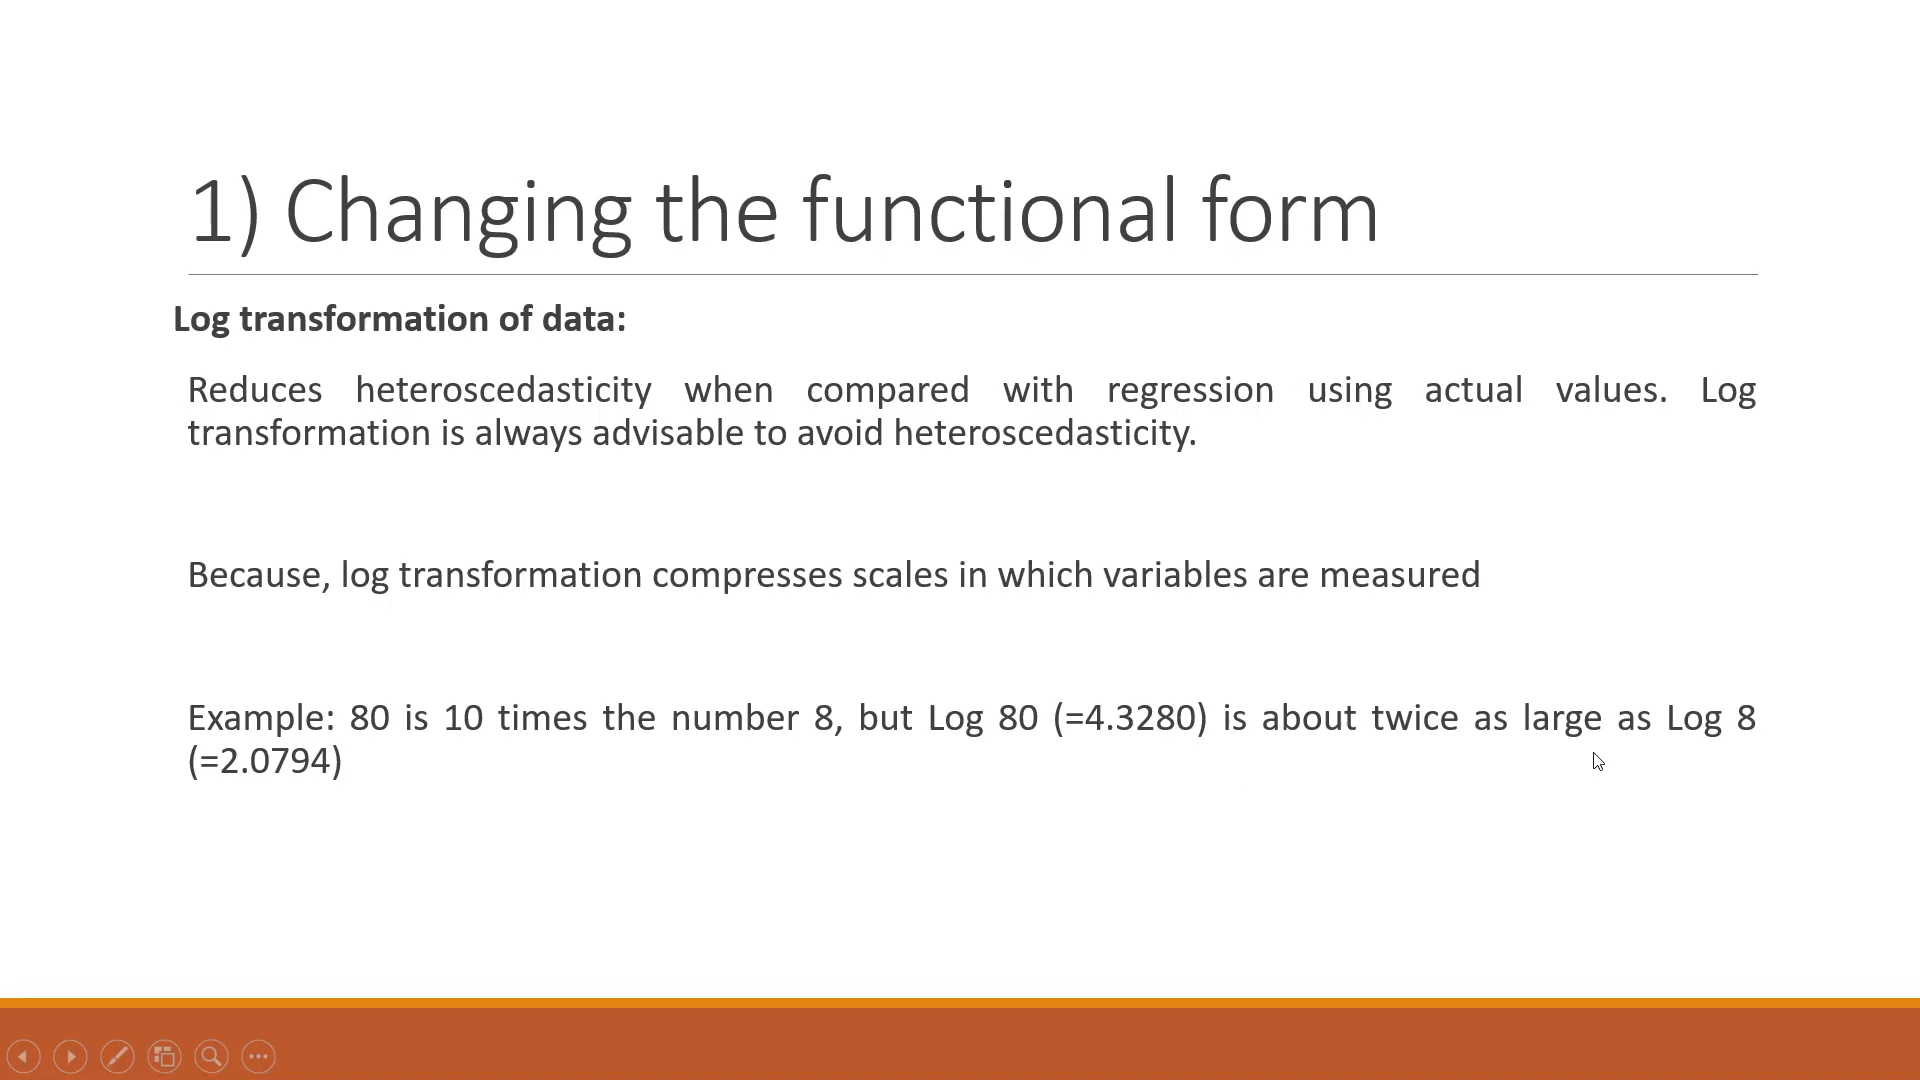 1) Changing the functional form
Log transformation of data:
Reduces heteroscedasticity when compared with regression using actual values. Log
transformation is always advisable to avoid heteroscedasticity.
Because, log transformation compresses scales in which variables are measured
Example: 80 is 10 times the number 8, but Log 80 (=4.3280) is about twice as large as Log 8
(=2.0794)